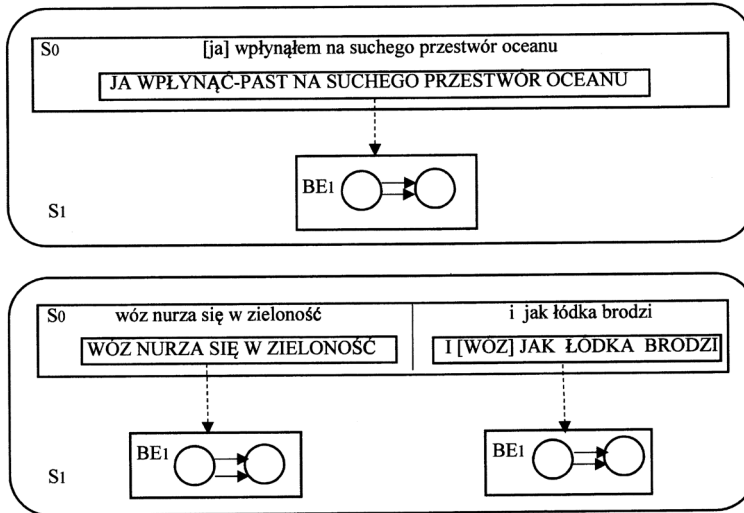 S0 [ja] wpłynąłem na suchego przestwór oceanu
JA WPŁYNĄĆ-PAST NA SUCHEGO PRZESTWÓR OCEANU
BE1
S1
S0 wóz nurza się w zieloność i jak łódka brodzi
WÓZ NURZA SIĘ W ZIELONOŚĆ I [WÓZ] JAK ŁÓDKA BRODZI
BE1 BE1
S1